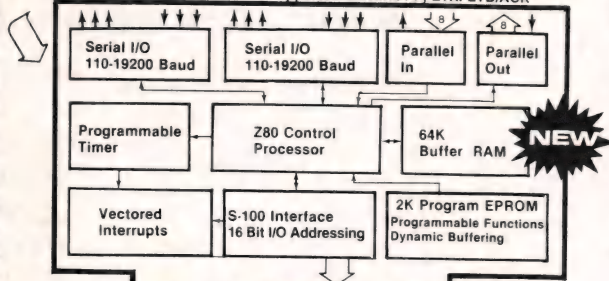 8
8
Serial I/O
110-19200 Baud
Serial I/O
110-19200 Baud
Parallel
In
Parallel
Out
Programmable
Timer
Z80 Control
Processor
64K
Buffer RAM
NEW
Vectored
Interrupts
S-100 Interface
16 Bit I/O Addressing
2K Program EPROM
Programmable Functions
Dynamic Buffering